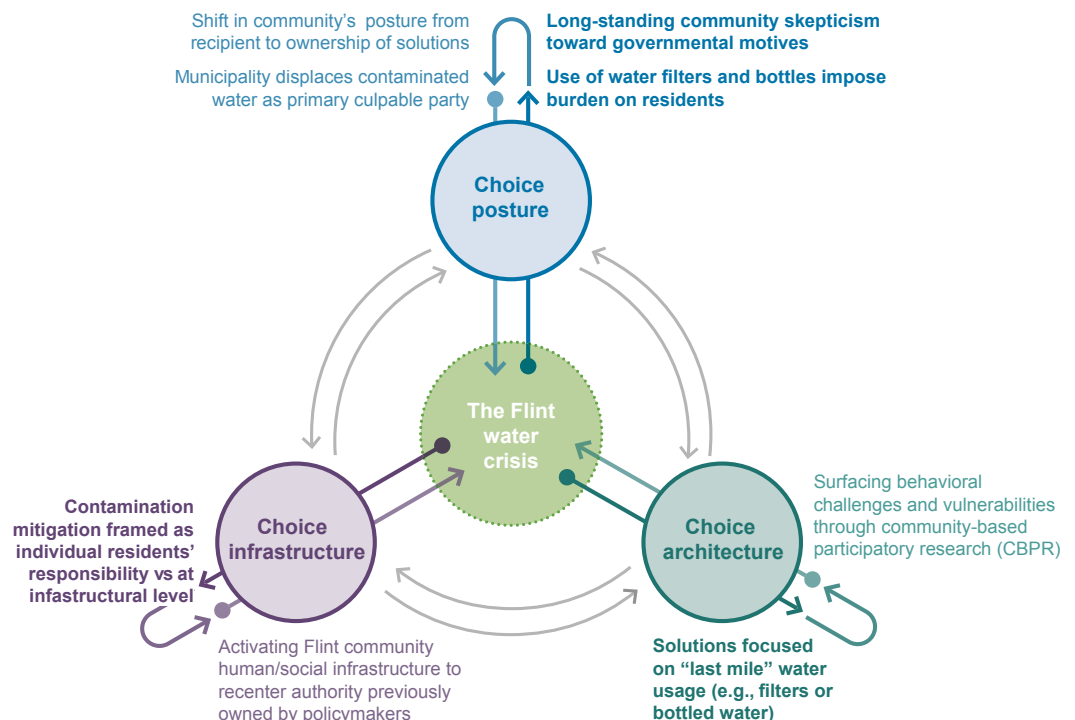 Shift in community's  posture from
recipient to ownership of solutions
Municipality displaces contaminated
water as primary culpable party
Long-standing community skepticism
toward governmental motives
Use of water filters and bottles impose
burden on residents
Choice
posture
The Flint
water
crisis
Contamination
mitigation framed as
individual residents'
responsibility vs at
infastructural level
Choice
infrastructure
Choice
architecture
Surfacing behavioral
challenges and vulnerabilities
through community-based
participatory research (CBPR)
Activating Flint community
human/social infrastructure to
recenter authority previously
owned by policymakers
Solutions focused
on “last mile” water
usage (e.g., filters or
bottled water)